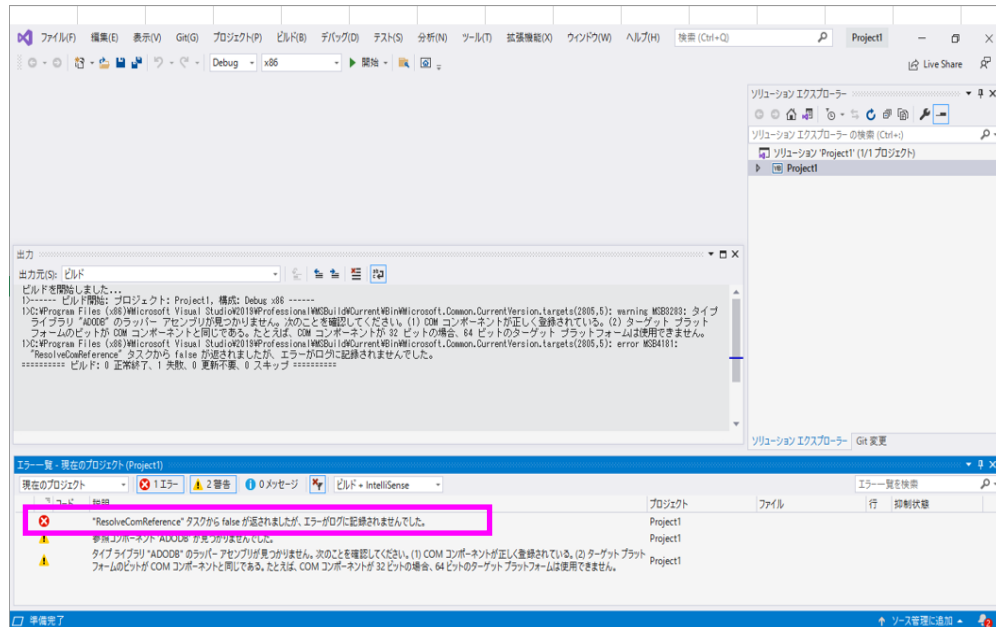 ファイル(F) 編集(E) 表示(V) Git(G) プロジェクト(P) ビルド(B) デバッグ(D) テスト(S) 分析(N) ツール(T) 拡張機能(X) ウィンドウ(W) ヘルプ(H) 検索 (Ctrl+Q) Project1
Debug x86 開始 Live Share
ソリューション エクスプローラー
ソリューション エクスプローラー の検索 (Ctrl+:)
ソリューション 'Project1' (1/1 プロジェクト)
VB Project1
出力
出力元(S): ビルド
ビルドを開始しました...
1>------ ビルド開始: プロジェクト: Project1, 構成: Debug x86 ------
1>C:¥Program Files (x86)¥Microsoft Visual Studio¥2019¥Professional¥MSBuild¥Current¥Bin¥Microsoft.Common.CurrentVersion.targets(2805,5): warning MSB3283: タイプ
ライブラリ "ADODB" のラッパー アセンブリが見つかりません。次のことを確認してください。(1) COM コンポーネントが正しく登録されている。(2) ターゲット プラット
フォームのビットが COM コンポーネントと同じである。たとえば、COM コンポーネントが 32 ビットの場合、64 ビットのターゲット プラットフォームは使用できません。
1>C:¥Program Files (x86)¥Microsoft Visual Studio¥2019¥Professional¥MSBuild¥Current¥Bin¥Microsoft.Common.CurrentVersion.targets(2805,5): error MSB4181:
"ResolveComReference" タスクから false が返されましたが、エラーがログに記録されませんでした。
========== ビルド: 0 正常終了、1 失敗、0 更新不要、0 スキップ ==========
ソリューション エクスプローラー Git 変更
エラー一覧 - 現在のプロジェクト (Project1)
現在のプロジェクト 1 エラー 2 警告 0 メッセージ ビルド + IntelliSense エラー一覧を検索
コード 説明 プロジェクト ファイル 行 抑制状態
"ResolveComReference" タスクから false が返されましたが、エラーがログに記録されませんでした。 Project1
参照コンポーネント 'ADODB' が見つかりませんでした。 Project1
タイプ ライブラリ "ADODB" のラッパー アセンブリが見つかりません。次のことを確認してください。(1) COM コンポーネントが正しく登録されている。(2) ターゲット プラット
フォームのビットが COM コンポーネントと同じである。たとえば、COM コンポーネントが 32 ビットの場合、64 ビットのターゲット プラットフォームは使用できません。 Project1
準備完了 ソース管理に追加 2